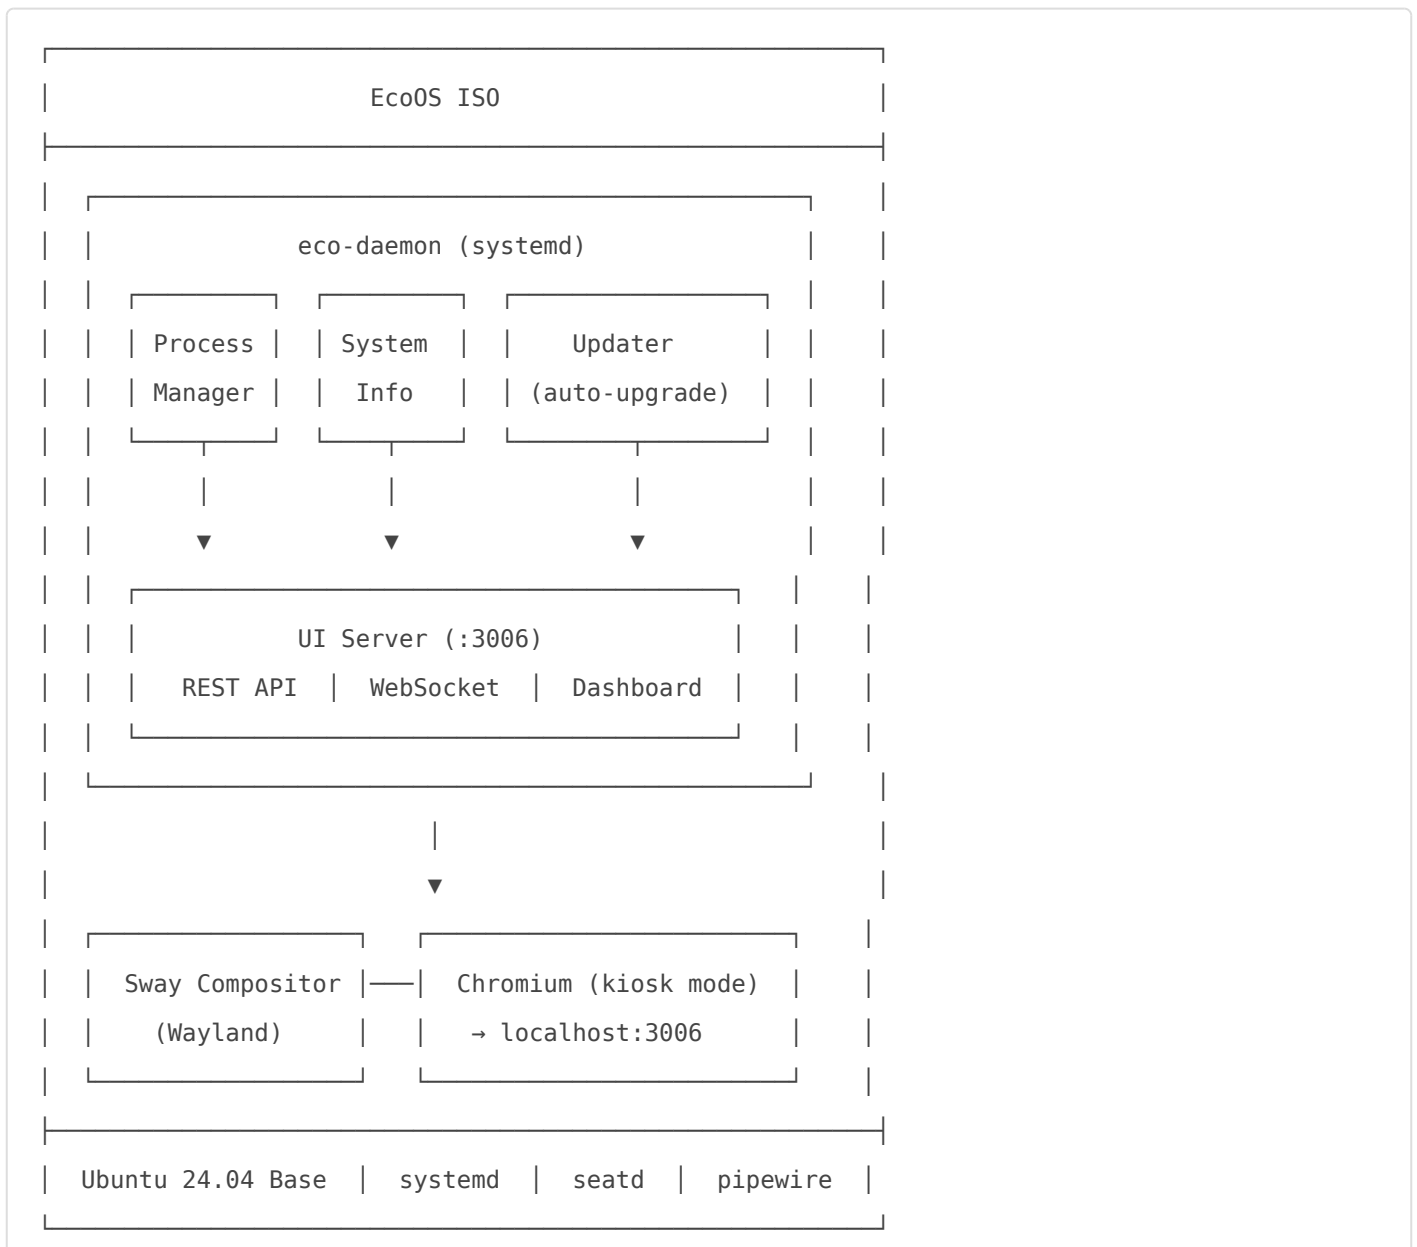 EcoOS ISO
eco-daemon (systemd)
Process │ │ System │ │ Updater
Manager │ │ Info │ │ (auto-upgrade)
▼ ▼ ▼
UI Server (:3006)
REST API │ WebSocket │ Dashboard
▼
Sway Compositor │───│ Chromium (kiosk mode)
(Wayland) │ │ → localhost:3006
Ubuntu 24.04 Base │ systemd │ seatd │ pipewire